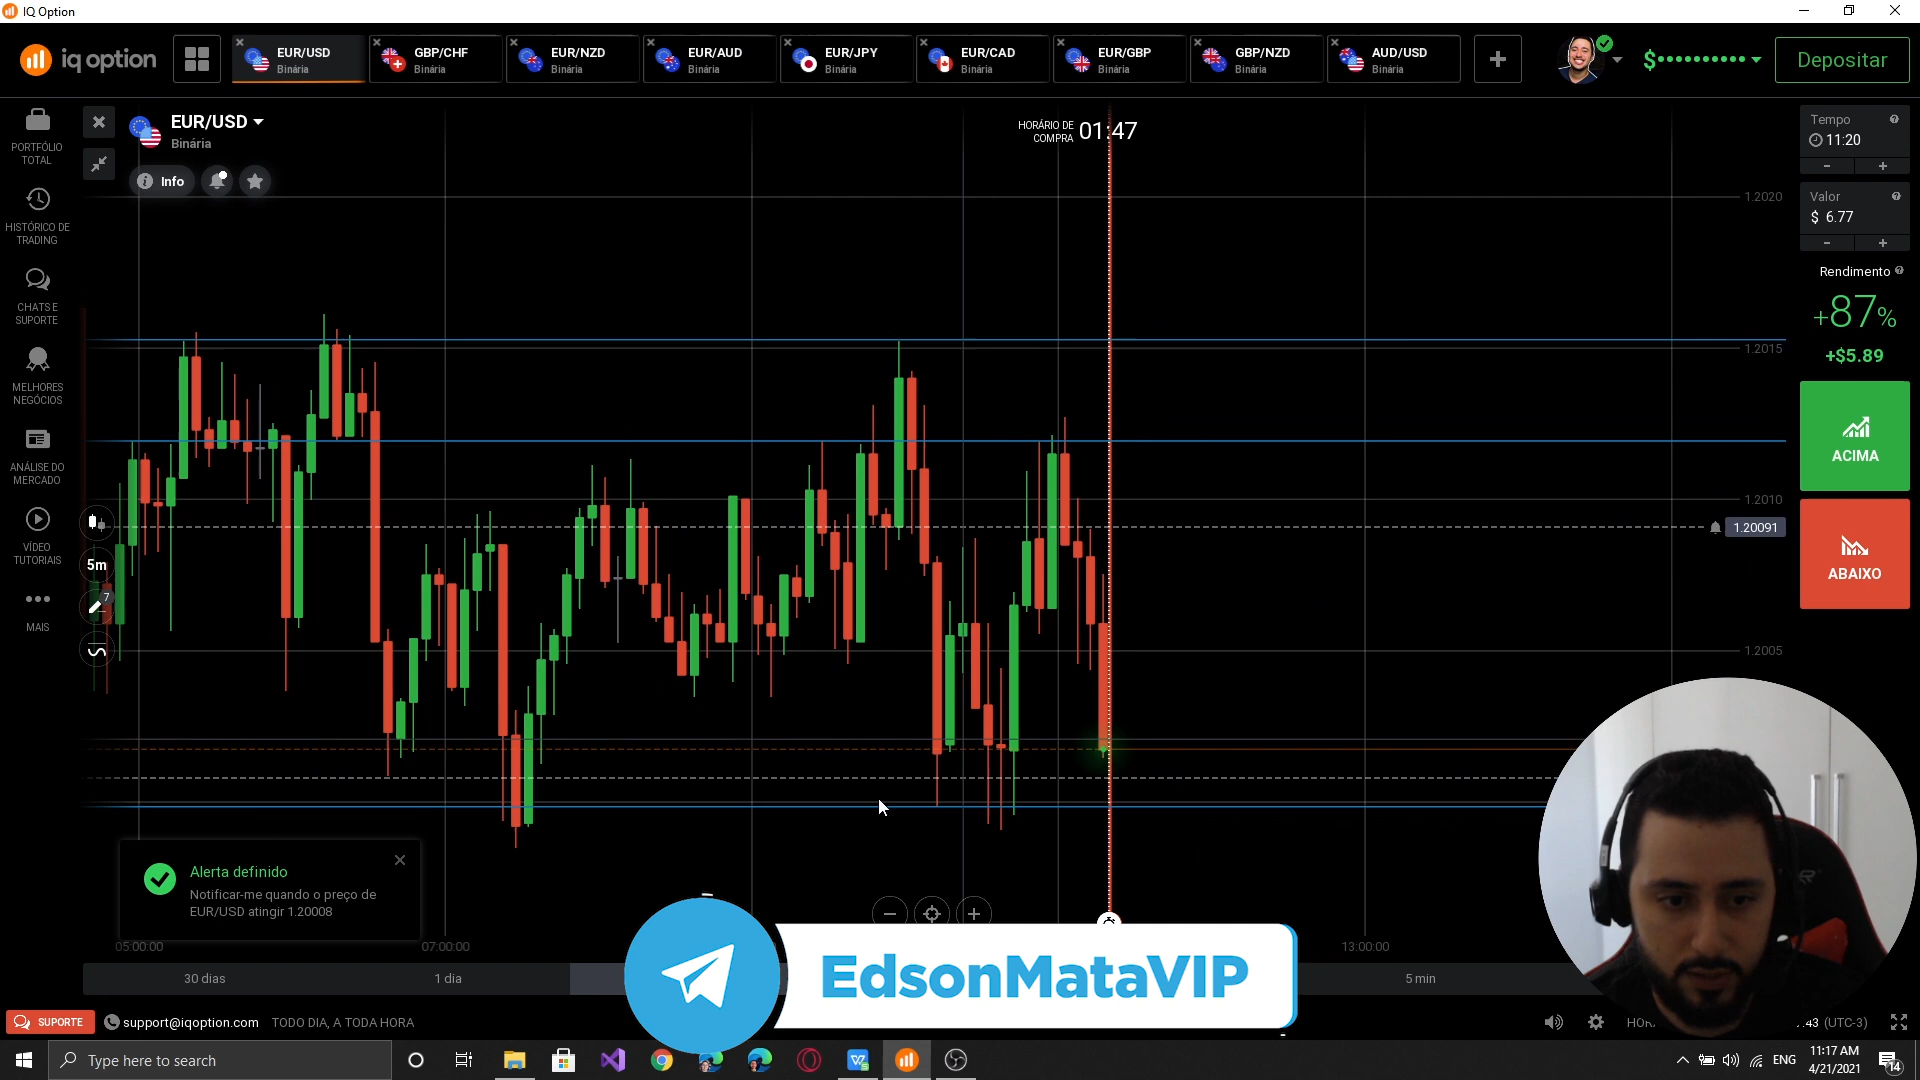 IQ Option
iq option
EUR/USD
Binária
GBP/CHF
Binária
EUR/NZD
Binária
EUR/AUD
Binária
EUR/JPY
Binária
EUR/CAD
Binária
EUR/GBP
Binária
GBP/NZD
Binária
AUD/USD
Binária
Depositar
PORTFÓLIO
TOTAL
HISTÓRICO DE
TRADING
CHATS E
SUPORTE
MELHORES
NEGÓCIOS
ANÁLISE DO
MERCADO
VÍDEO
TUTORIAIS
MAIS
EUR/USD
Binária
Info
5m
7
HORÁRIO DE
COMPRA
01:47
1.2020
1.2015
1.2010
1.20091
1.2005
Tempo
11:20
Valor
$ 6.77
Rendimento
+87%
+$5.89
ACIMA
ABAIXO
Alerta definido
Notificar-me quando o preço de
EUR/USD atingir 1.20008
05:00:00
07:00:00
13:00:00
30 dias
1 dia
5 min
EdsonMataVIP
SUPORTE
support@iqoption.com
TODO DIA, A TODA HORA
(UTC-3)
Type here to search
ENG
11:17 AM
4/21/2021
14